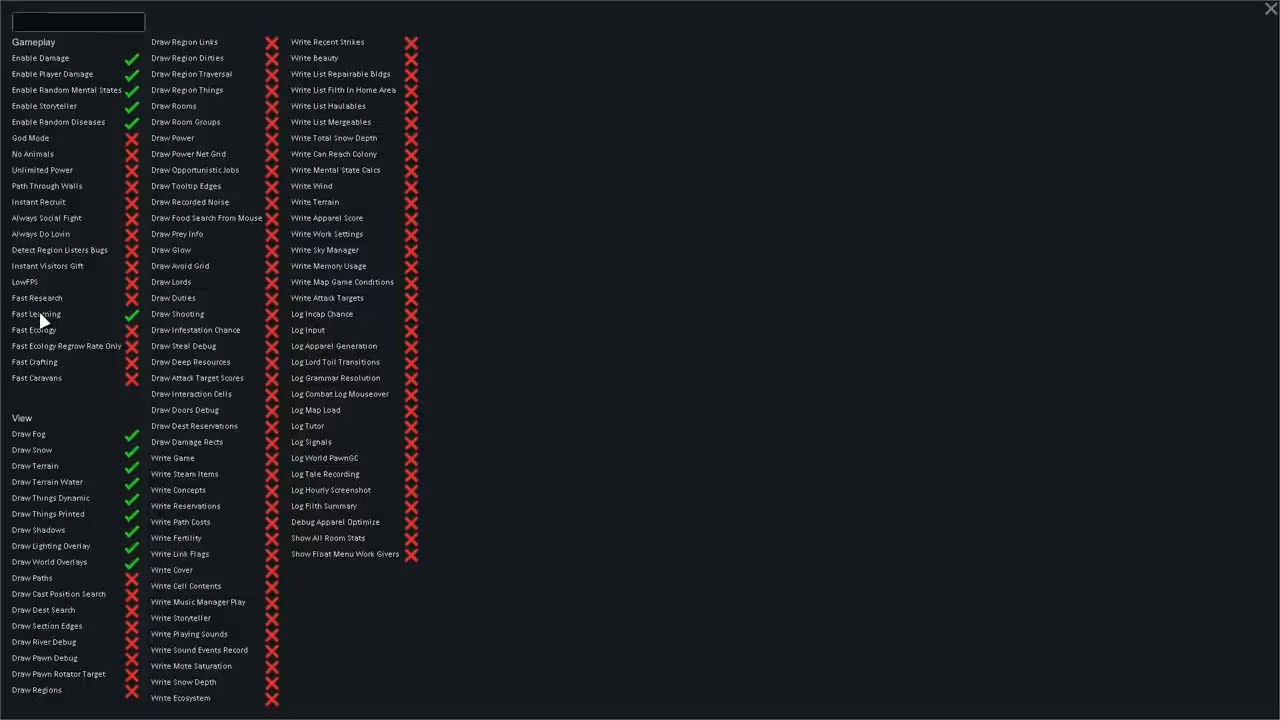 Gameplay
Enable Damage
Enable Player Damage
Enable Random Mental States
Enable Storyteller
Enable Random Diseases
God Mode
No Animals
Unlimited Power
Path Through Walls
Instant Recruit
Always Social Fight
Always Do Lovin
Detect Region Listers Bugs
Instant Visitors Gift
LowFPS
Fast Research
Fast Learning
Fast Ecology
Fast Ecology Regrow Rate Only
Fast Crafting
Fast Caravans
View
Draw Fog
Draw Snow
Draw Terrain
Draw Terrain Water
Draw Things Dynamic
Draw Things Printed
Draw Shadows
Draw Lighting Overlay
Draw World Overlays
Draw Paths
Draw Cast Position Search
Draw Dest Search
Draw Section Edges
Draw River Debug
Draw Pawn Debug
Draw Pawn Rotator Target
Draw Regions
Draw Region Links
Draw Region Dirties
Draw Region Traversal
Draw Region Things
Draw Rooms
Draw Room Groups
Draw Power
Draw Power Net Grid
Draw Opportunistic Jobs
Draw Tooltip Edges
Draw Recorded Noise
Draw Food Search From Mouse
Draw Prey Info
Draw Glow
Draw Avoid Grid
Draw Lords
Draw Duties
Draw Shooting
Draw Infestation Chance
Draw Steal Debug
Draw Deep Resources
Draw Attack Target Scores
Draw Interaction Cells
Draw Doors Debug
Draw Dest Reservations
Draw Damage Rects
Write Game
Write Steam Items
Write Concepts
Write Reservations
Write Path Costs
Write Fertility
Write Link Flags
Write Cover
Write Cell Contents
Write Music Manager Play
Write Storyteller
Write Playing Sounds
Write Sound Events Record
Write Mote Saturation
Write Snow Depth
Write Ecosystem
Write Recent Strikes
Write Beauty
Write List Repairable Bldgs
Write List Filth In Home Area
Write List Haulables
Write List Mergeables
Write Total Snow Depth
Write Can Reach Colony
Write Mental State Calcs
Write Wind
Write Terrain
Write Apparel Score
Write Work Settings
Write Sky Manager
Write Memory Usage
Write Map Game Conditions
Write Attack Targets
Log Incap Chance
Log Input
Log Apparel Generation
Log Lord Toil Transitions
Log Grammar Resolution
Log Combat Log Mouseover
Log Map Load
Log Tutor
Log Signals
Log World PawnGC
Log Tale Recording
Log Hourly Screenshot
Log Filth Summary
Debug Apparel Optimize
Show All Room Stats
Show Float Menu Work Givers